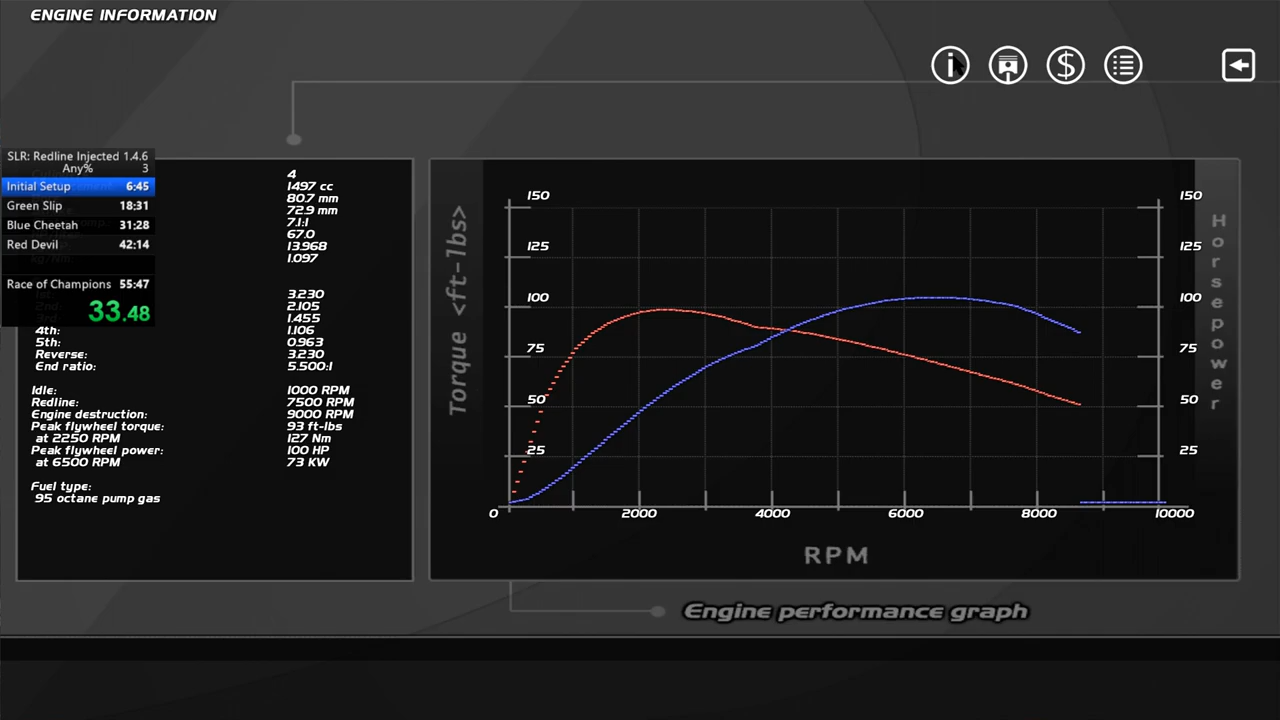 ENGINE INFORMATION
i $
SLR: Redline Injected 1.4.6
Any% 3
Initial Setup 6:45
Green Slip 18:31
Blue Cheetah 31:28
Red Devil 42:14
Race of Champions 55:47
33.48
4
1497 cc
80.7 mm
72.9 mm
7.1:1
67.0
13.968
1.097
3.230
2.105
1.455
4th: 1.106
5th: 0.963
Reverse: 3.230
End ratio: 5.500:1
Idle: 1000 RPM
Redline: 7500 RPM
Engine destruction: 9000 RPM
Peak flywheel torque: 93 ft-lbs
at 2250 RPM 127 Nm
Peak flywheel power: 100 HP
at 6500 RPM 73 KW
Fuel type:
95 octane pump gas
Torque <ft-lbs>
150
125
100
75
50
25
0 2000 4000 6000 8000 10000
RPM
150
125
100
75
50
25
Horsepower
Engine performance graph